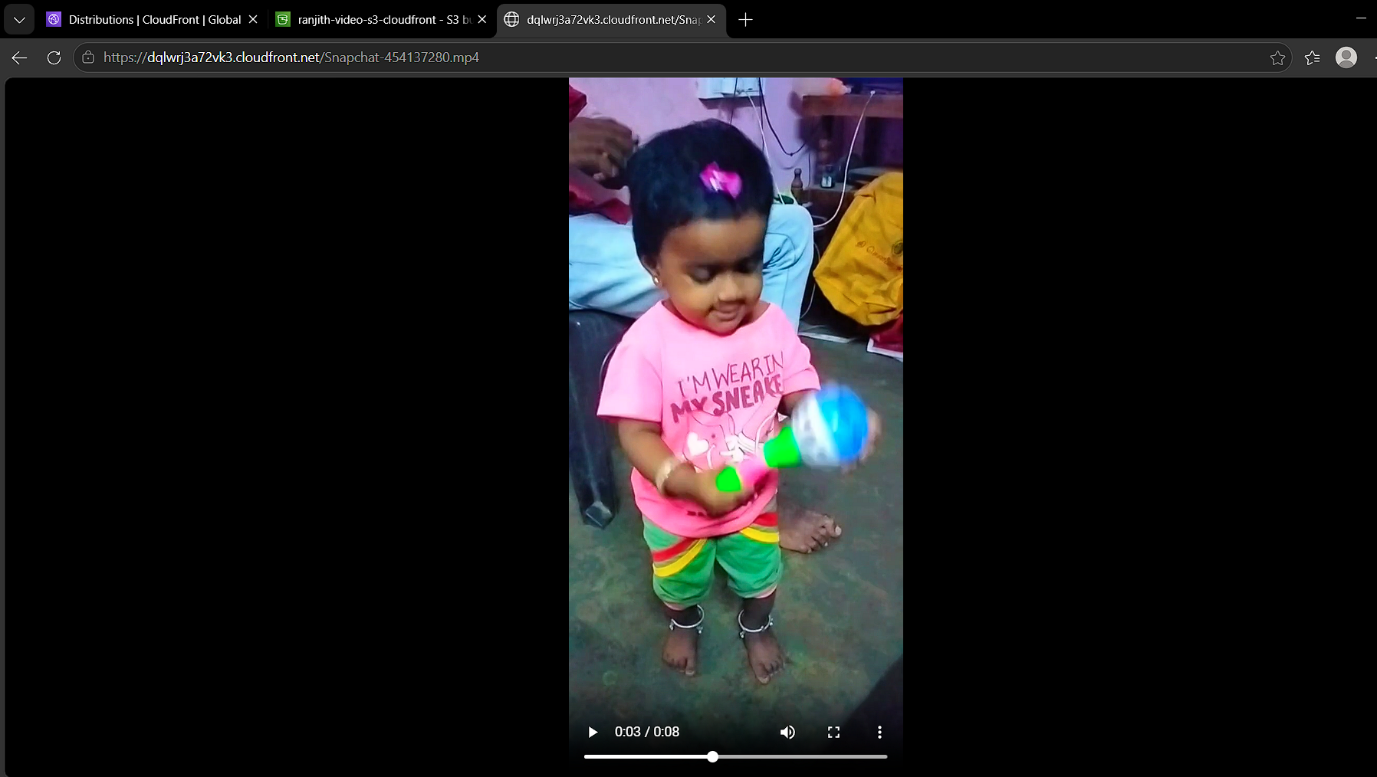 Distributions | CloudFront | Global
ranjith-video-s3-cloudfront - S3 bu
dqlwrj3a72vk3.cloudfront.net/Snap
https://dqlwrj3a72vk3.cloudfront.net/Snapchat-454137280.mp4
I'M WEARIN
MY SNEAKE
0:03 / 0:08